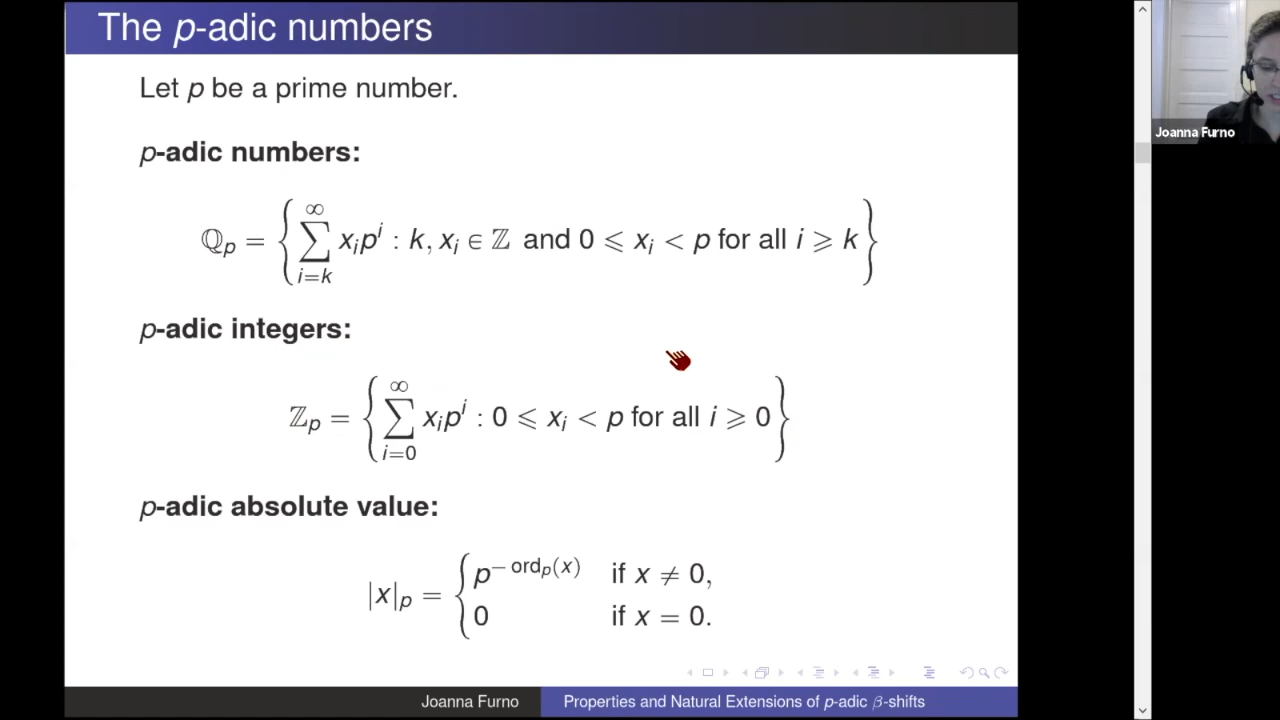 The p-adic numbers
Let p be a prime number.
p-adic numbers:
ℚ_p = { ∑_{i=k}^{∞} x_i p^i : k, x_i ∈ ℤ and 0 ⩽ x_i < p for all i ⩾ k }
p-adic integers:
ℤ_p = { ∑_{i=0}^{∞} x_i p^i : 0 ⩽ x_i < p for all i ⩾ 0 }
p-adic absolute value:
|x|_p = { p^{− ord_p(x)} if x ≠ 0,
0 if x = 0.
Joanna Furno
Properties and Natural Extensions of p-adic β-shifts
Joanna Furno